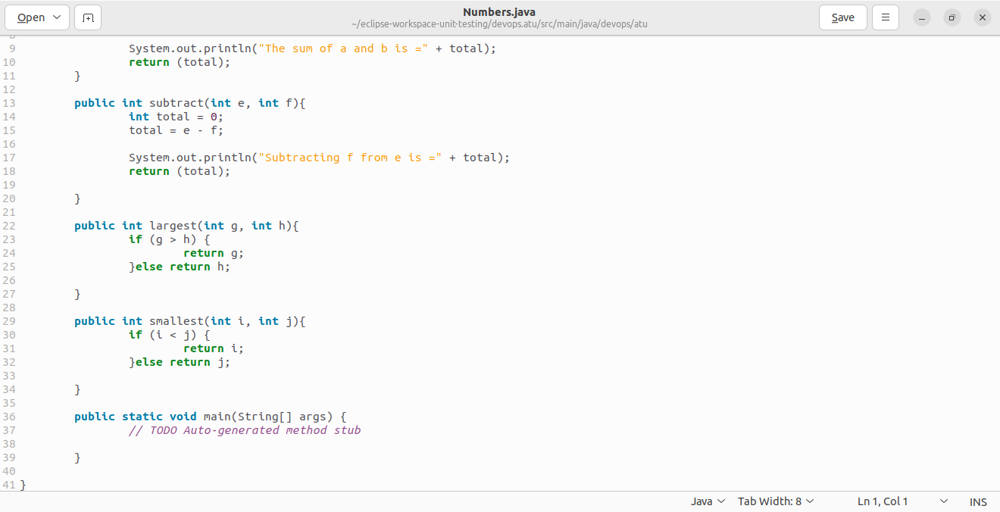 Open
Numbers.java
~/eclipse-workspace-unit-testing/devops.atu/src/main/java/devops/atu
Save
9 System.out.println("The sum of a and b is =" + total);
10 return (total);
11 }
12
13 public int subtract(int e, int f){
14 int total = 0;
15 total = e - f;
16
17 System.out.println("Subtracting f from e is =" + total);
18 return (total);
19
20 }
21
22 public int largest(int g, int h){
23 if (g > h) {
24 return g;
25 }else return h;
26
27 }
28
29 public int smallest(int i, int j){
30 if (i < j) {
31 return i;
32 }else return j;
33
34 }
35
36 public static void main(String[] args) {
37 // TODO Auto-generated method stub
38
39 }
40
41 }
Java Tab Width: 8 Ln 1, Col 1 INS